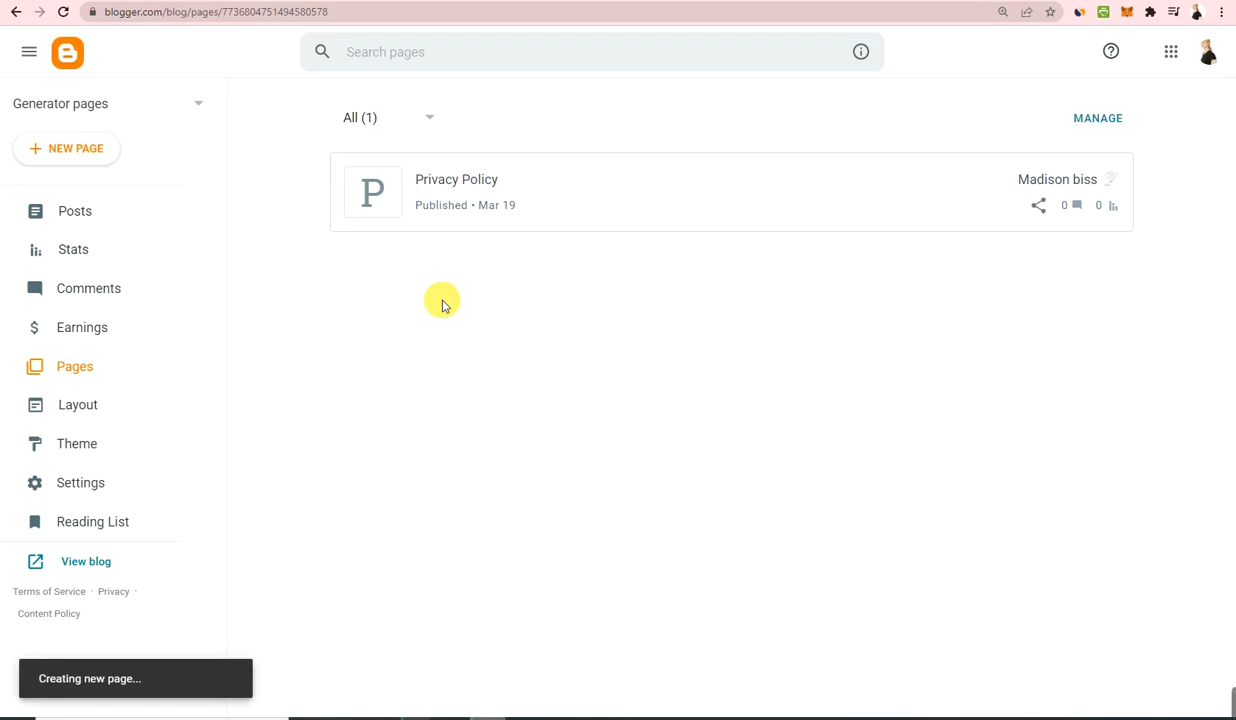 blogger.com/blog/pages/7736804751494580578
Search pages
Generator pages
All (1)
MANAGE
NEW PAGE
P
Privacy Policy
Madison biss
Published • Mar 19
0
0
Posts
Stats
Comments
Earnings
Pages
Layout
Theme
Settings
Reading List
View blog
Terms of Service · Privacy ·
Content Policy
Creating new page...